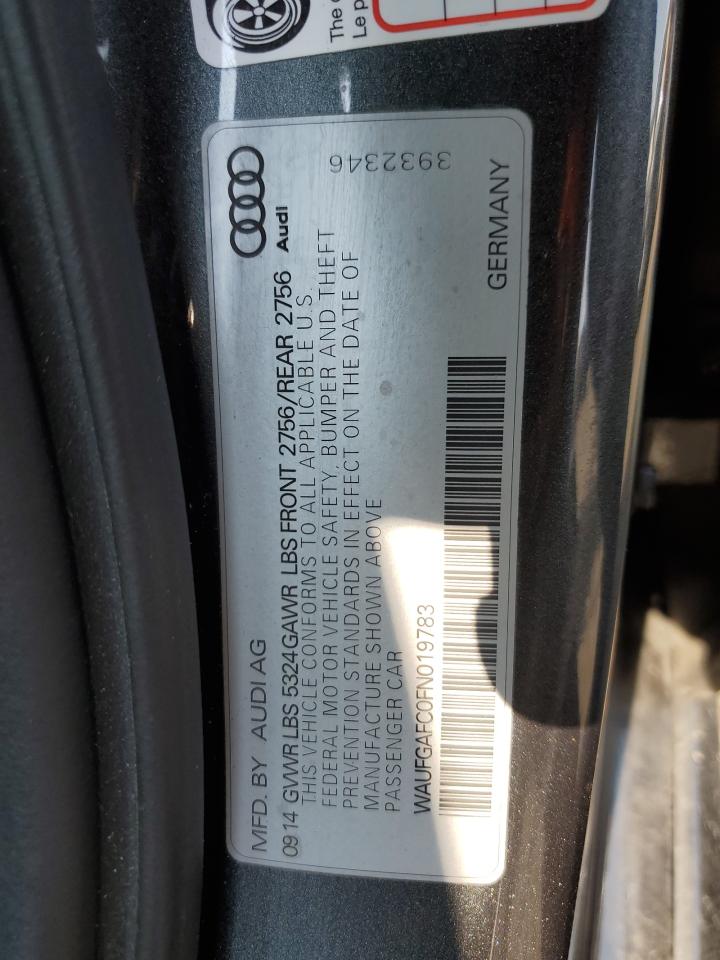 The
Le p
MFD. BY AUDI AG
09 14 GVWR LBS 5324 GAWR LBS FRONT 2756/REAR 2756
Audi
THIS VEHICLE CONFORMS TO ALL APPLICABLE U.S.
FEDERAL MOTOR VEHICLE SAFETY, BUMPER AND THEFT
PREVENTION STANDARDS IN EFFECT ON THE DATE OF
MANUFACTURE SHOWN ABOVE
PASSENGER CAR
3932346
WAUFGAFC0FN019783
GERMANY